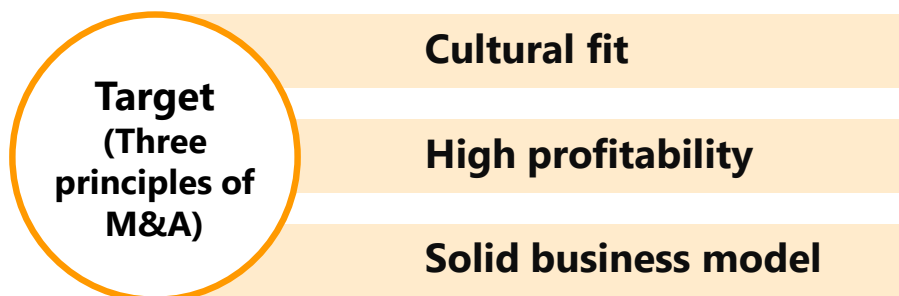 Target
(Three
principles of
M&A)
Cultural fit
High profitability
Solid business model